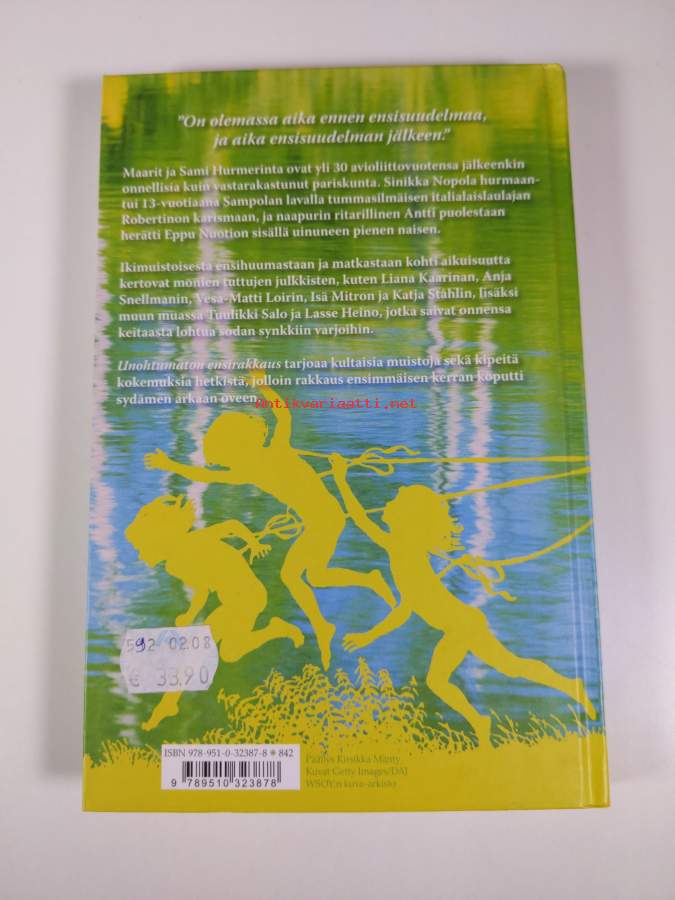 "On olemassa aika ennen ensisuudelmaa,
ja aika ensisuudelman jälkeen."
Maarit ja Sami Hurmerinta ovat yli 30 avioliittovuotensa jälkeenkin
onnellisia kuin vastarakastunut pariskunta. Sinikka Nopola hurmaan-
tui 13-vuotiaana Sampolan lavalla tummasilmäisen italialaislaulajan
Robertinon karismaan, ja naapurin ritarillinen Antti puolestaan
herätti Eppu Nuotion sisällä uinuneen pienen naisen.
Ikimuistoisesta ensihuumastaan ja matkastaan kohti aikuisuutta
kertovat monien tuttujen julkkisten, kuten Liana Kaarinan, Anja
Snellmanin, Vesa-Matti Loirin, Isä Mitron ja Katja Ståhlin, lisäksi
muun muassa Tuulikki Salo ja Lasse Heino, jotka saivat onnensa
keitaasta lohtua sodan synkkiin varjoihin.
Unohtumaton ensirakkaus tarjoaa kultaisia muistoja sekä kipeitä
kokemuksia hetkistä, jolloin rakkaus ensimmäisen kerran koputti
sydämen arkaan oveen.
Antikvariaatti.net
592 02.08
€ 33.90
ISBN 978-951-0-32387-8 * 842
9 789510 323878
Päällys Kirsikka Mänty
Kuvat Getty Images/DAJ
WSOY:n kuva-arkisto